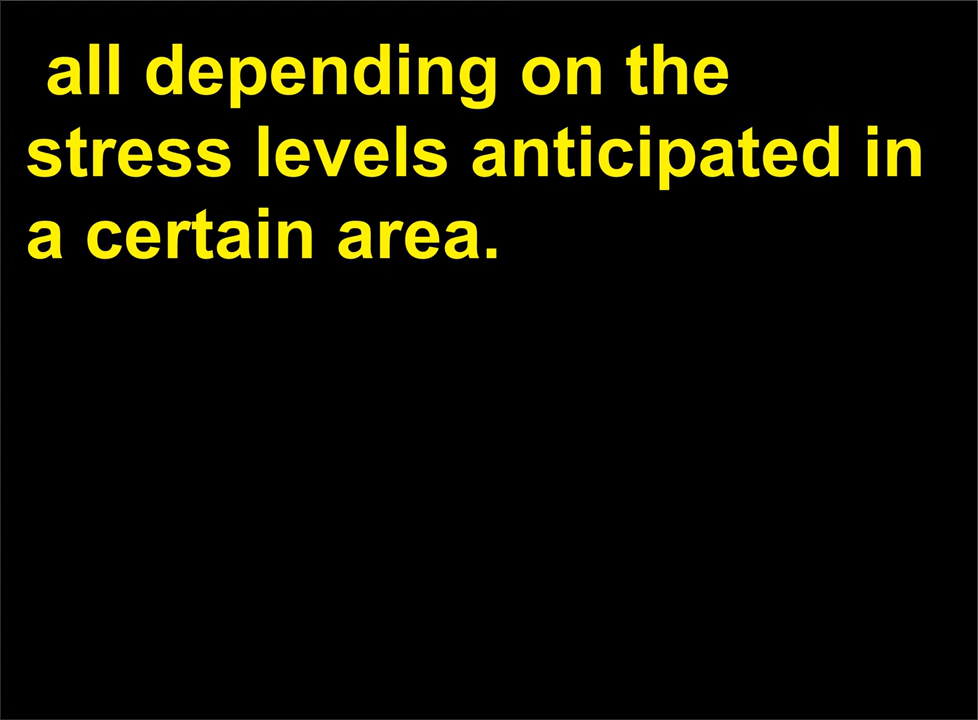 all depending on the
stress levels anticipated in
a certain area.